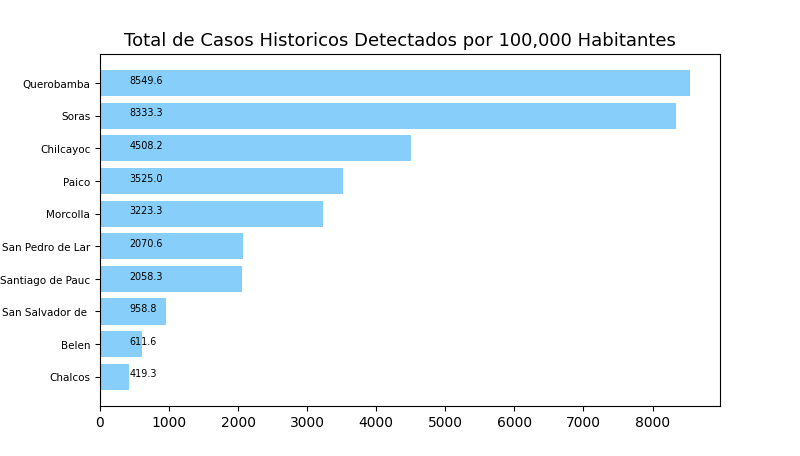 Total de Casos Historicos Detectados por 100,000 Habitantes
Querobamba 8549.6
Soras 8333.3
Chilcayoc 4508.2
Paico 3525.0
Morcolla 3223.3
San Pedro de Lar 2070.6
Santiago de Pauc 2058.3
San Salvador de 958.8
Belen 611.6
Chalcos 419.3
0 1000 2000 3000 4000 5000 6000 7000 8000